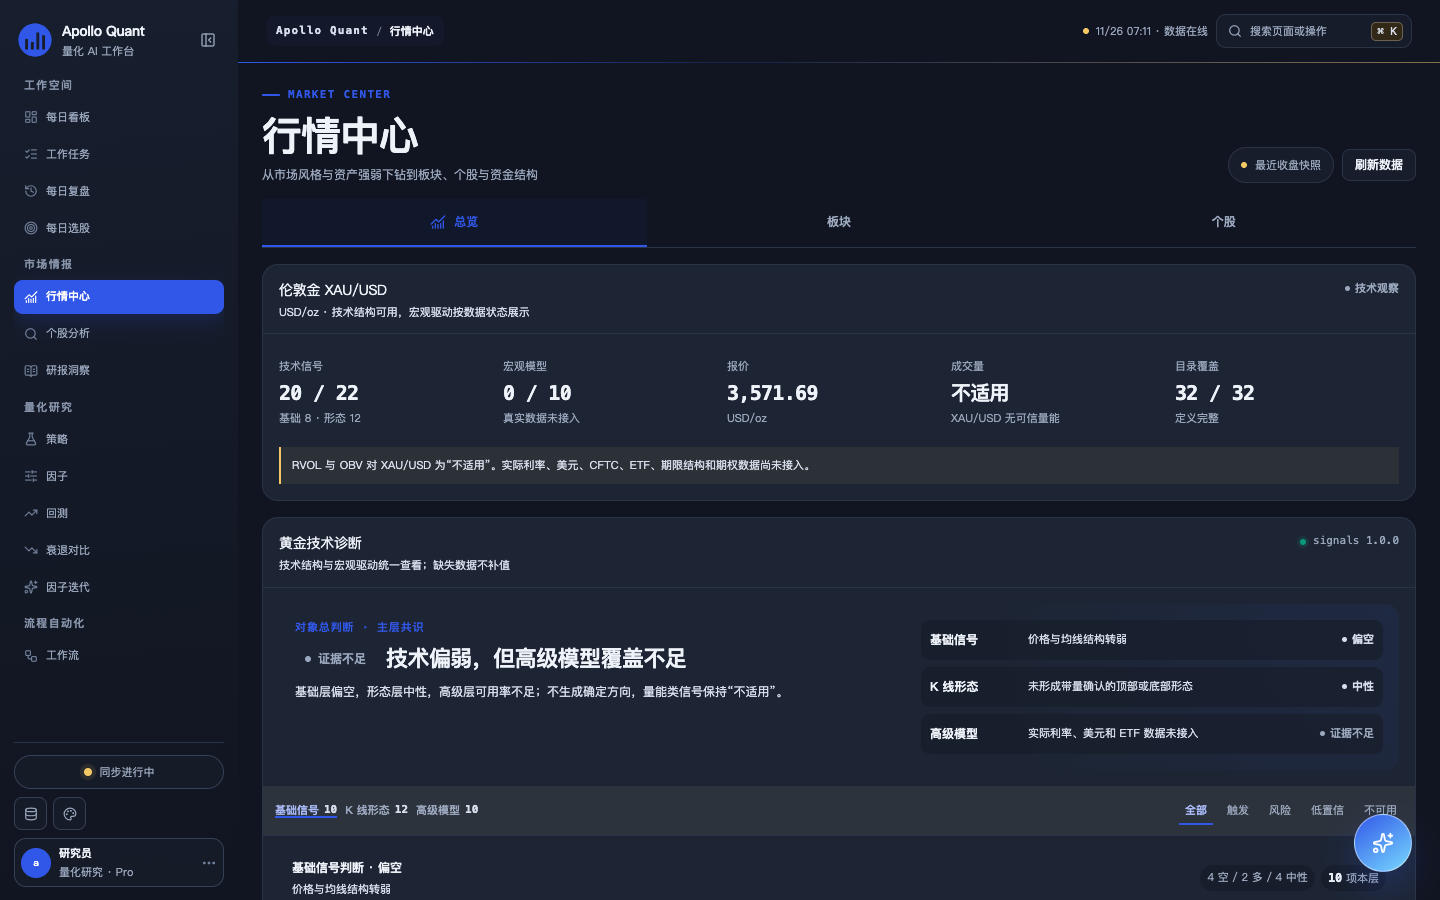 Apollo Quant
量化 AI 工作台
工作空间
每日看板
工作任务
每日复盘
每日选股
市场情报
行情中心
个股分析
研报洞察
量化研究
策略
因子
回测
衰退对比
因子迭代
流程自动化
工作流
同步进行中
a
研究员
量化研究 · Pro
Apollo Quant / 行情中心
11/26 07:11 · 数据在线
搜索页面或操作
⌘ K
MARKET CENTER
行情中心
从市场风格与资产强弱下钻到板块、个股与资金结构
最近收盘快照
刷新数据
总览
板块
个股
伦敦金 XAU/USD
USD/oz · 技术结构可用，宏观驱动按数据状态展示
技术观察
技术信号
20 / 22
基础 8 · 形态 12
宏观模型
0 / 10
真实数据未接入
报价
3,571.69
USD/oz
成交量
不适用
XAU/USD 无可信量能
目录覆盖
32 / 32
定义完整
RVOL 与 OBV 对 XAU/USD 为“不适用”。实际利率、美元、CFTC、ETF、期限结构和期权数据尚未接入。
黄金技术诊断
技术结构与宏观驱动统一查看；缺失数据不补值
signals 1.0.0
对象总判断 · 主层共识
证据不足 技术偏弱，但高级模型覆盖不足
基础层偏空，形态层中性，高级层可用率不足；不生成确定方向，量能类信号保持“不适用”。
基础信号 价格与均线结构转弱 偏空
K 线形态 未形成带量确认的顶部或底部形态 中性
高级模型 实际利率、美元和 ETF 数据未接入 证据不足
基础信号 10 K 线形态 12 高级模型 10
全部 触发 风险 低置信 不可用
基础信号判断 · 偏空
价格与均线结构转弱
4 空 / 2 多 / 4 中性
10 项本层